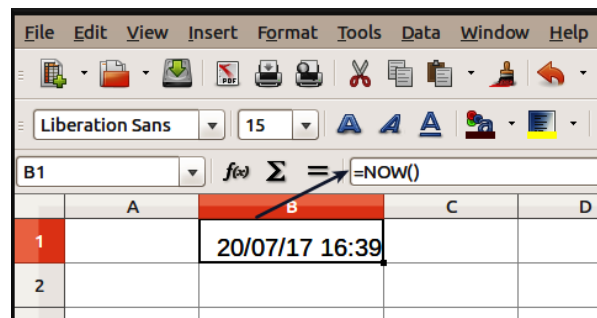 File Edit View Insert Format Tools Data Window Help
PDF
Liberation Sans 15 A A A a
B1 f(x) Σ = =NOW()
A B C D
1 20/07/17 16:39
2